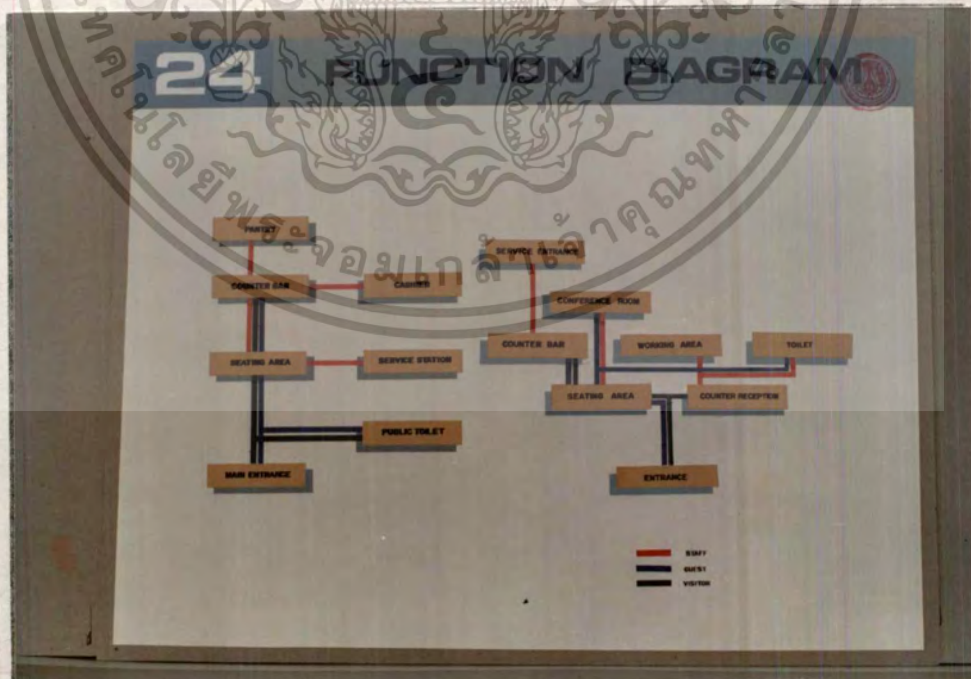 24 FUNCTION DIAGRAM
PANTRY
COUNTER BAR
CASHIER
SEATING AREA
SERVICE STATION
PUBLIC TOILET
MAIN ENTRANCE
SERVICE ENTRANCE
CONFERENCE ROOM
COUNTER BAR
WORKING AREA
TOILET
SEATING AREA
COUNTER RECEPTION
ENTRANCE
STAFF
GUEST
VISITOR